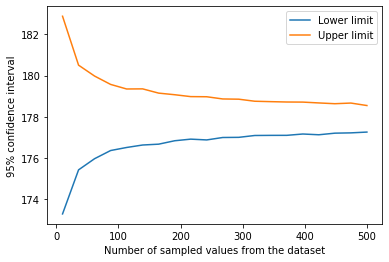 Lower limit
Upper limit
182
180
178
176
174
95% confidence interval
0
100
200
300
400
500
Number of sampled values from the dataset